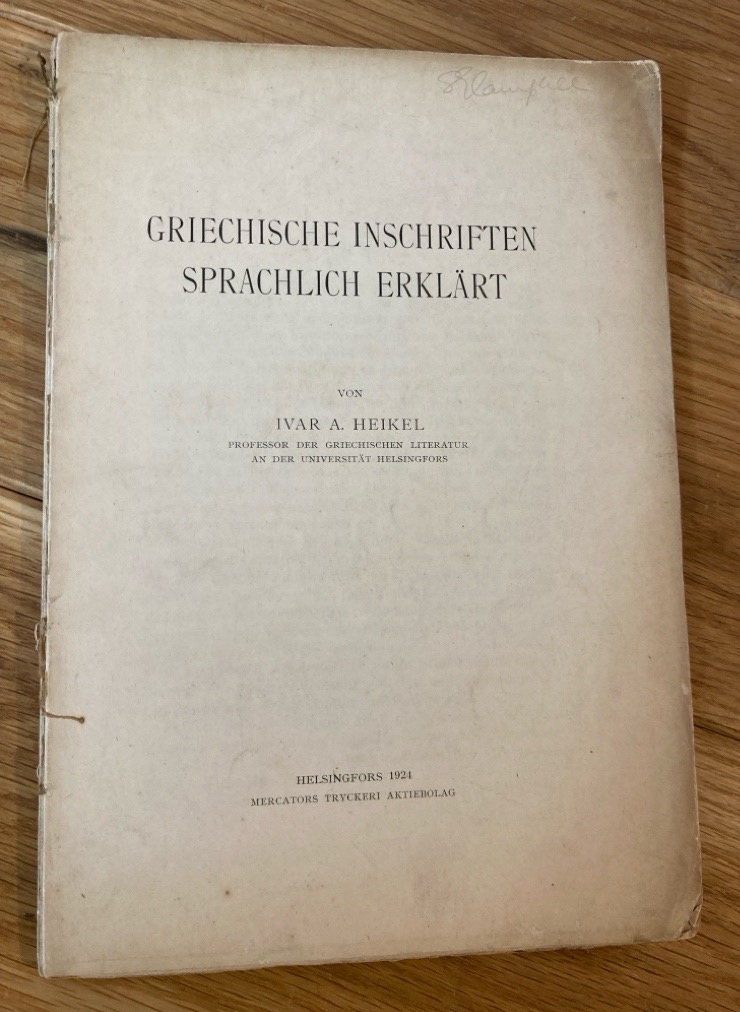 GRIECHISCHE INSCHRIFTEN
SPRACHLICH ERKLÄRT
VON
IVAR A. HEIKEL
PROFESSOR DER GRIECHISCHEN LITERATUR
AN DER UNIVERSITÄT HELSINGFORS
HELSINGFORS 1924
MERCATORS TRYCKERI AKTIEBOLAG